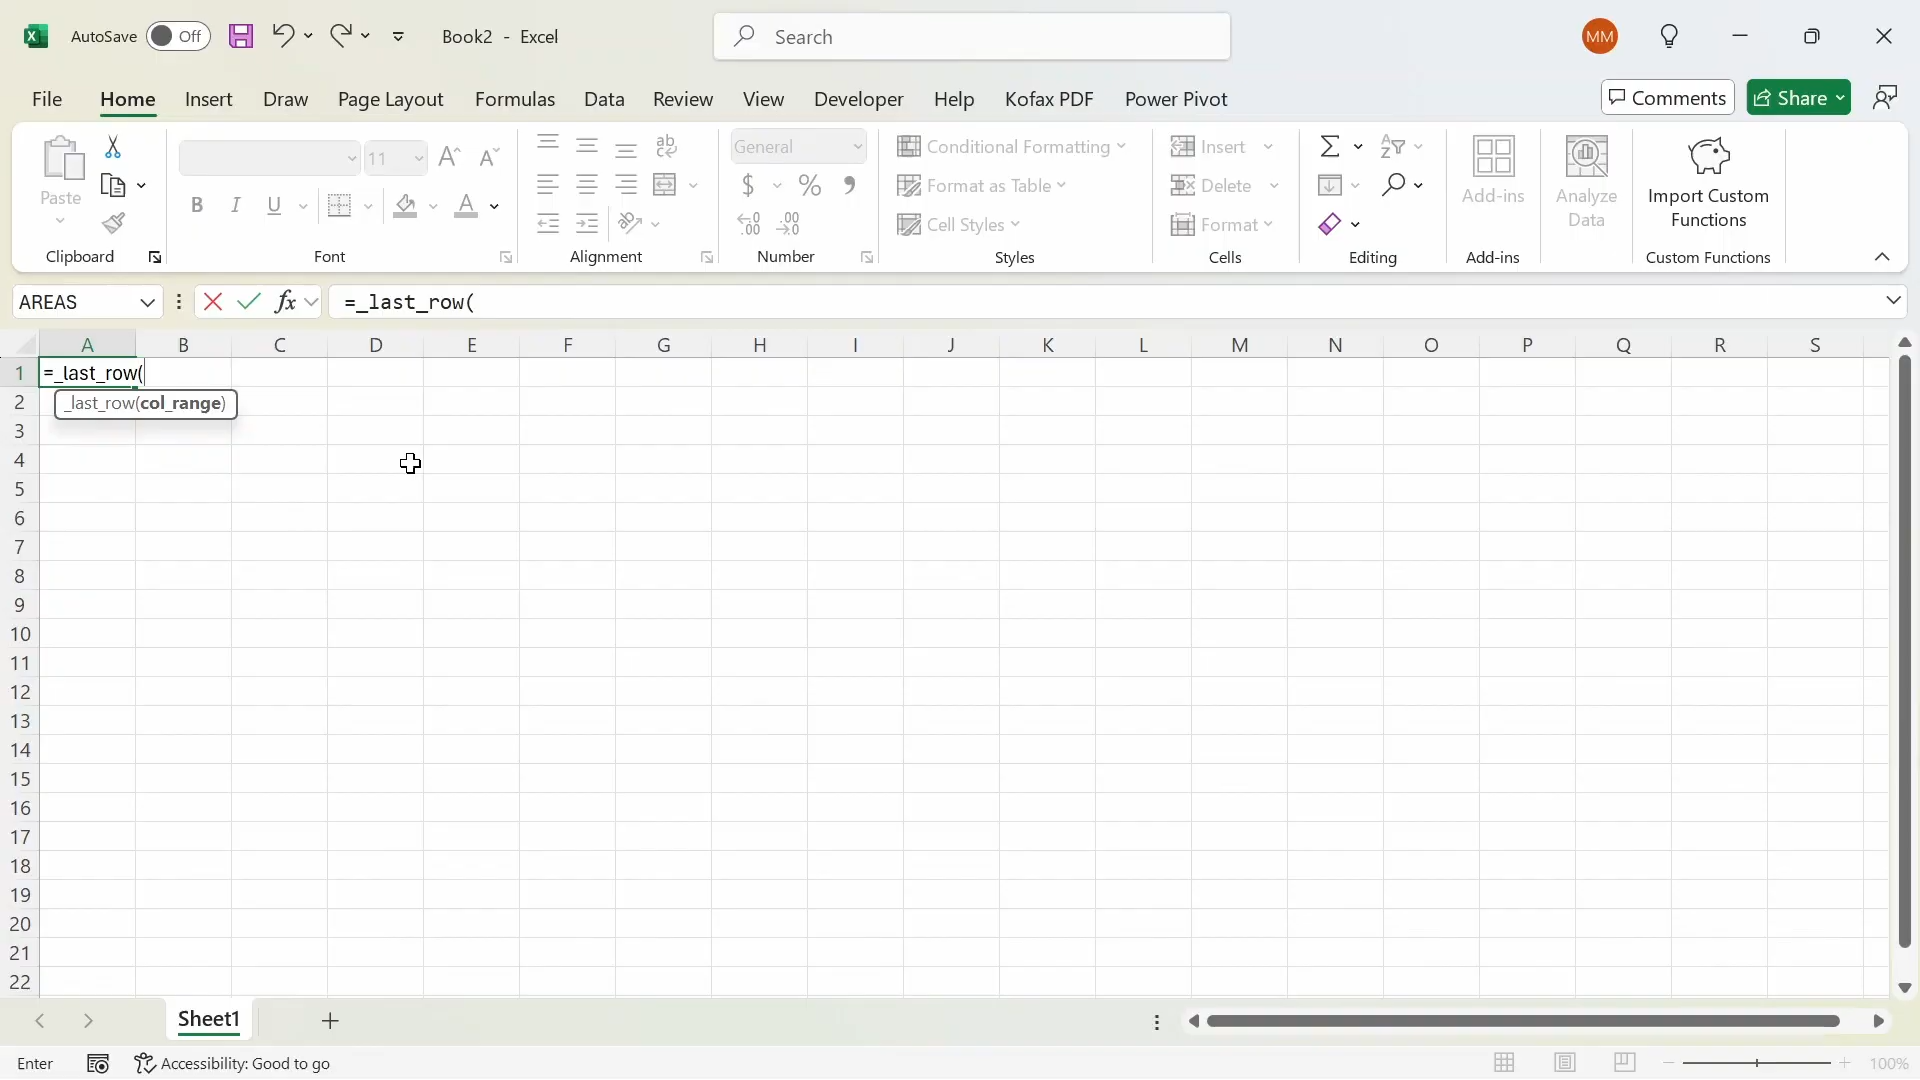 AutoSave Off Book2 - Excel Search MM
File Home Insert Draw Page Layout Formulas Data Review View Developer Help Kofax PDF Power Pivot Comments Share
Paste
Clipboard
11
B I U
Font
ab
Alignment
General
$ % 9
Number
Conditional Formatting
Format as Table
Cell Styles
Styles
Insert
Delete
Format
Cells
Editing
Add-ins
Add-ins
Analyze
Data
Import Custom
Functions
Custom Functions
AREAS fx =_last_row(
A B C D E F G H I J K L M N O P Q R S
1 =_last_row(
2 _last_row(col_range)
3
4
5
6
7
8
9
10
11
12
13
14
15
16
17
18
19
20
21
22
Sheet1
Enter Accessibility: Good to go 100%